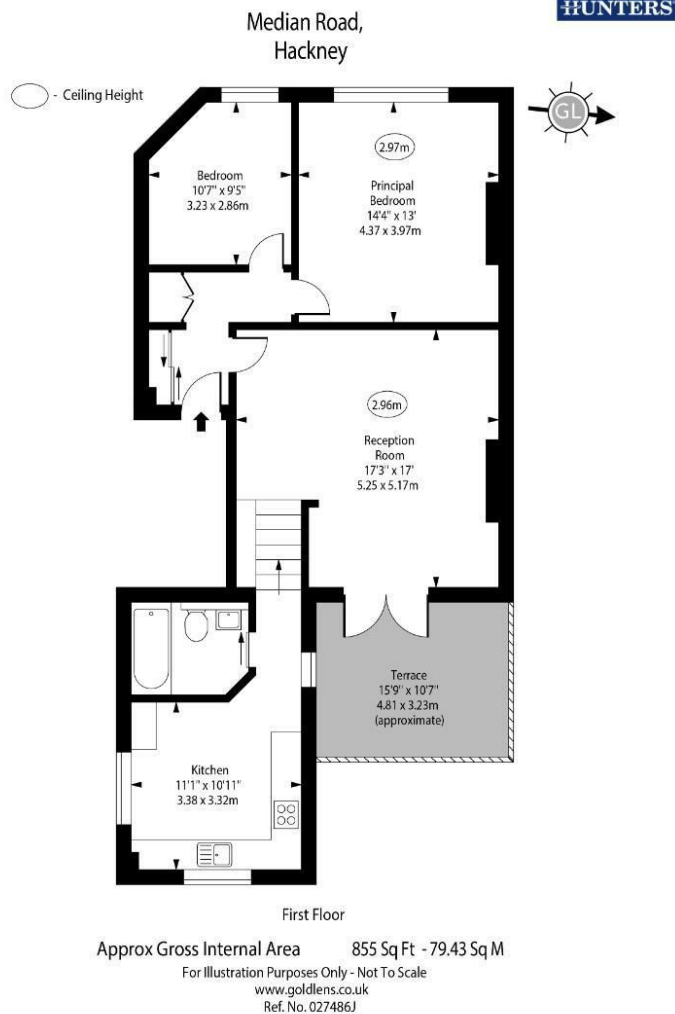 HUNTERS
Median Road,
Hackney
- Ceiling Height
GL
Bedroom
10'7" x 9'5"
3.23 x 2.86m
2.97m
Principal
Bedroom
14'4" x 13'
4.37 x 3.97m
2.96m
Reception
Room
17'3" x 17'
5.25 x 5.17m
Terrace
15'9" x 10'7"
4.81 x 3.23m
(approximate)
Kitchen
11'1" x 10'11"
3.38 x 3.32m
First Floor
Approx Gross Internal Area 855 Sq Ft - 79.43 Sq M
For Illustration Purposes Only - Not To Scale
www.goldlens.co.uk
Ref. No. 027486J